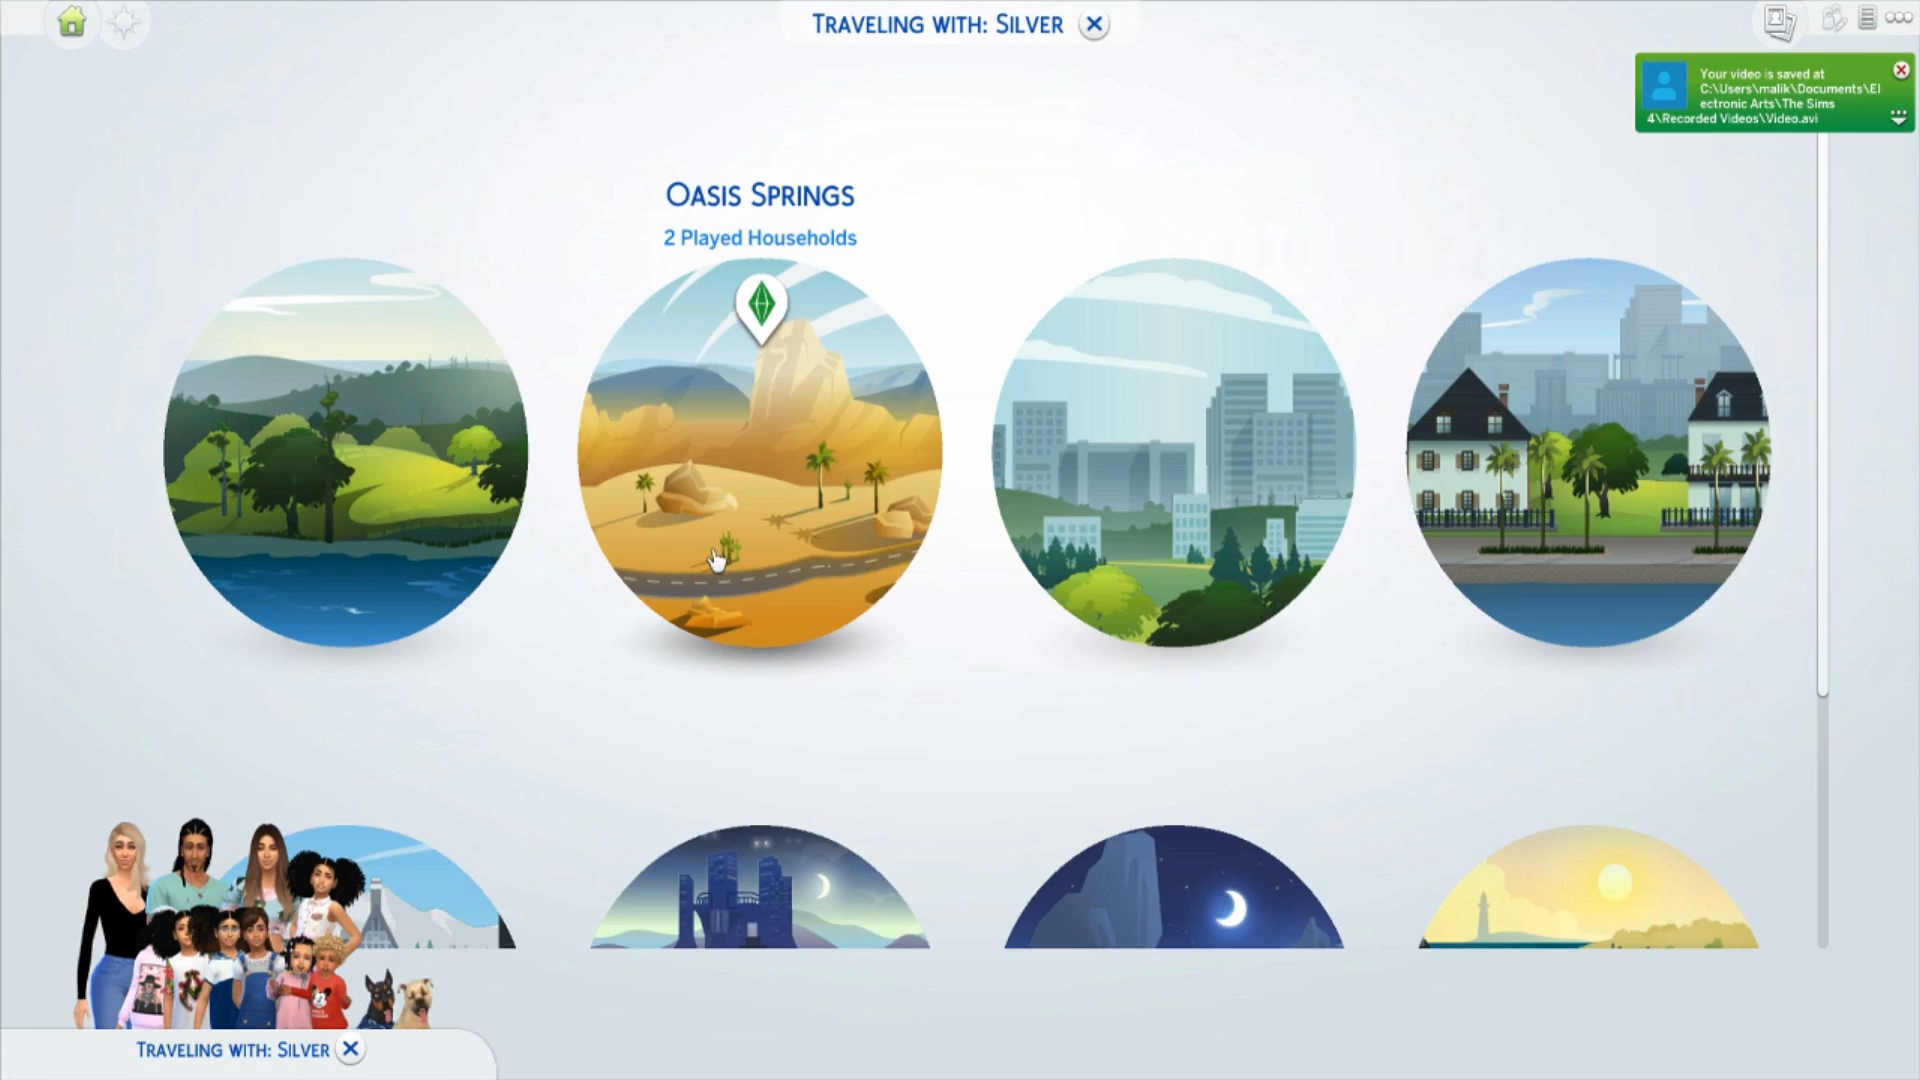 TRAVELING WITH: SILVER
Your video is saved at
C:\Users\malik\Documents\El
ectronic Arts\The Sims
4\Recorded Videos\Video.avi
OASIS SPRINGS
2 Played Households
TRAVELING WITH: SILVER